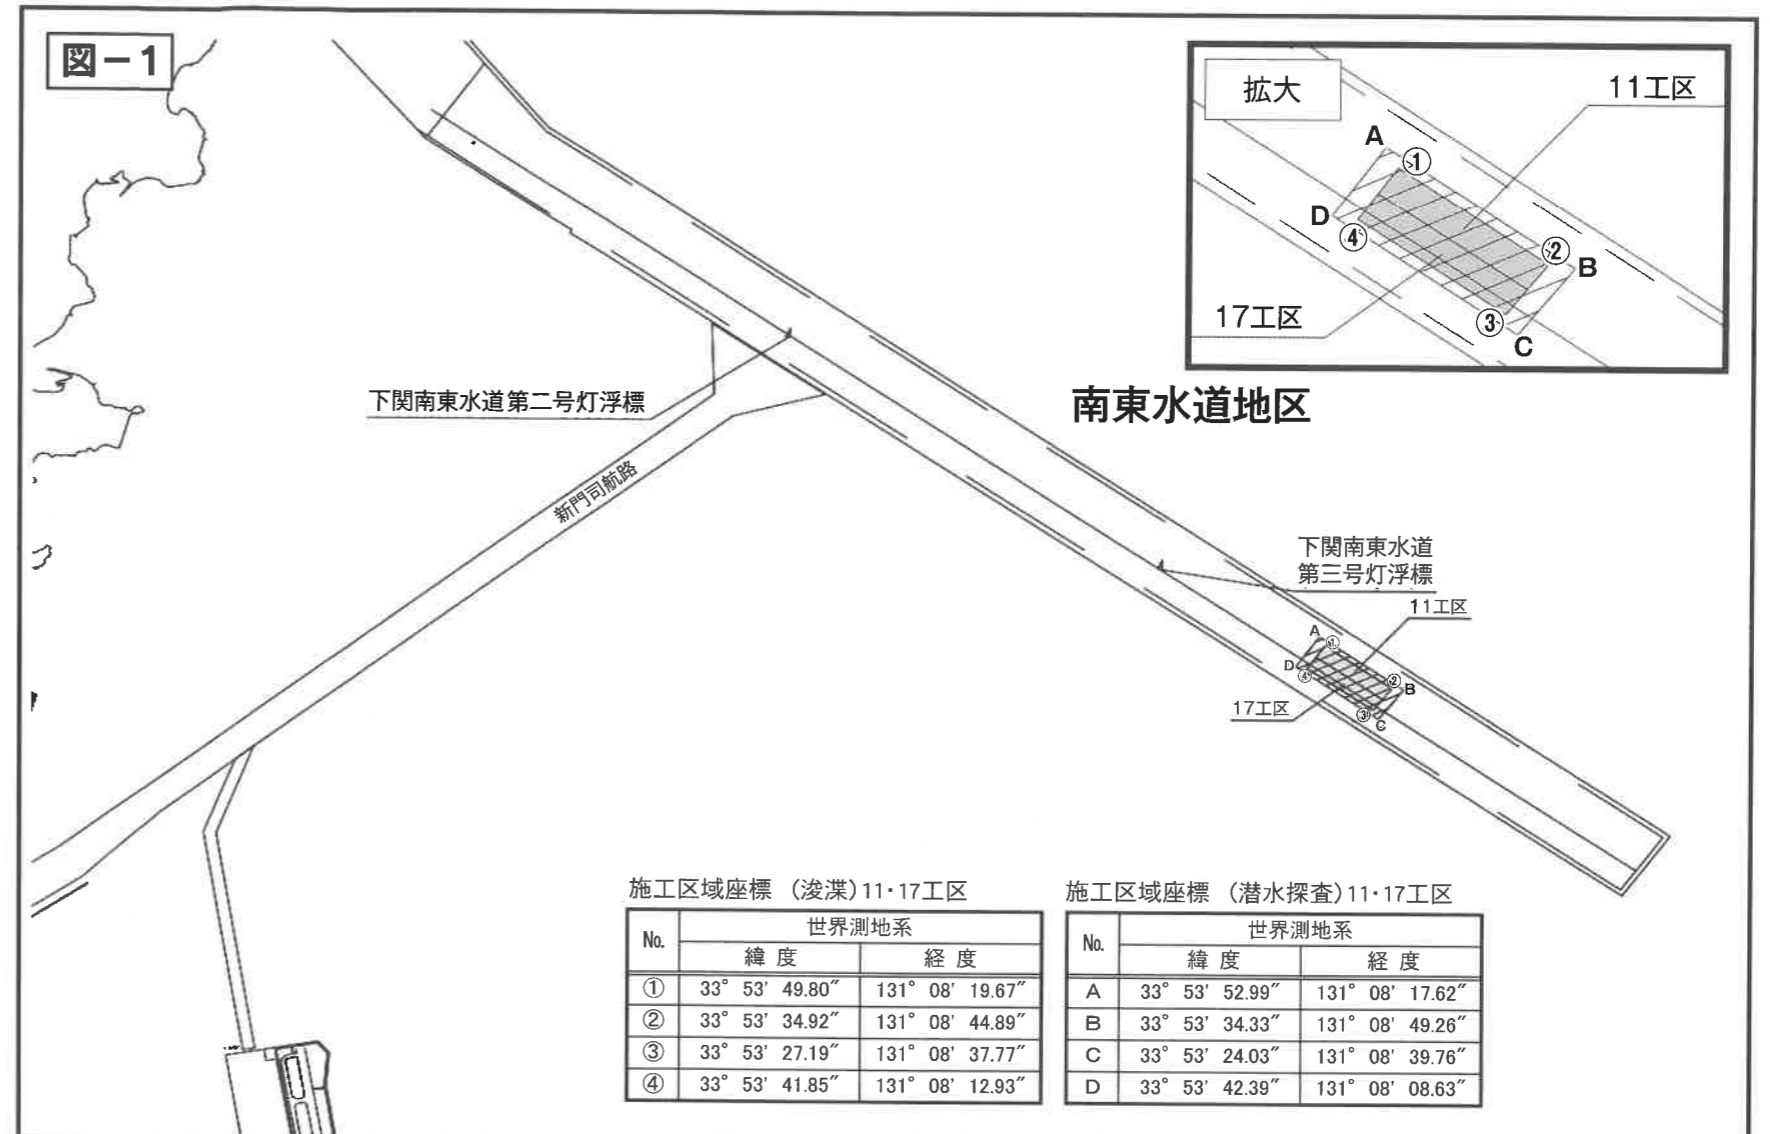 図－1
拡大
11工区
A
①
D
④
②
B
17工区
③
C
南東水道地区
下関南東水道第二号灯浮標
新門司航路
下関南東水道
第三号灯浮標
11工区
A
①
D
④
②
B
17工区
③
C
施工区域座標 （浚渫）11・17工区
No. 世界測地系
緯 度 経 度
① 33° 53′ 49.80″ 131° 08′ 19.67″
② 33° 53′ 34.92″ 131° 08′ 44.89″
③ 33° 53′ 27.19″ 131° 08′ 37.77″
④ 33° 53′ 41.85″ 131° 08′ 12.93″
施工区域座標 （潜水探査）11・17工区
No. 世界測地系
緯 度 経 度
A 33° 53′ 52.99″ 131° 08′ 17.62″
B 33° 53′ 34.33″ 131° 08′ 49.26″
C 33° 53′ 24.03″ 131° 08′ 39.76″
D 33° 53′ 42.39″ 131° 08′ 08.63″